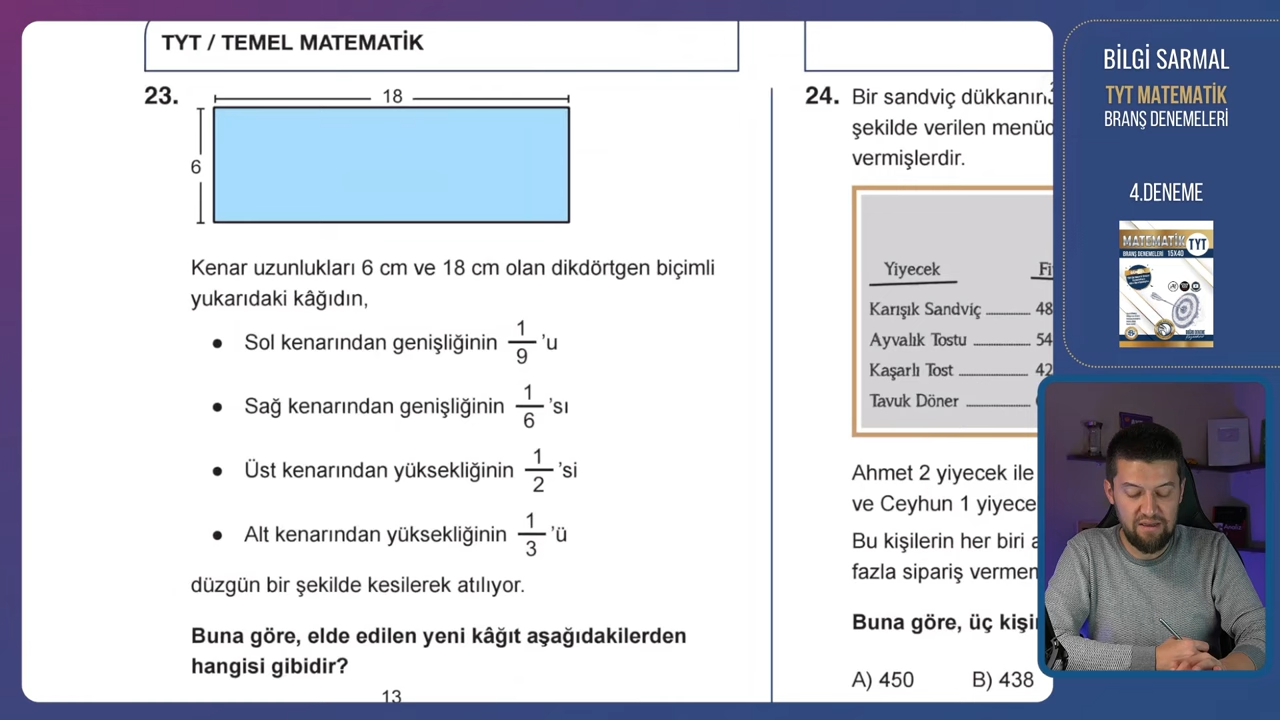 TYT / TEMEL MATEMATİK
23.
18
6
Kenar uzunlukları 6 cm ve 18 cm olan dikdörtgen biçimli
yukarıdaki kâğıdın,
• Sol kenarından genişliğinin 1/9 'u
• Sağ kenarından genişliğinin 1/6 'sı
• Üst kenarından yüksekliğinin 1/2 'si
• Alt kenarından yüksekliğinin 1/3 'ü
düzgün bir şekilde kesilerek atılıyor.
Buna göre, elde edilen yeni kâğıt aşağıdakilerden
hangisi gibidir?
13
24. Bir sandviç dükkanın
şekilde verilen menü
vermişlerdir.
Yiyecek Fi
Karışık Sandviç 48
Ayvalık Tostu 54
Kaşarlı Tost 42
Tavuk Döner
Ahmet 2 yiyecek ile
ve Ceyhun 1 yiyece
Bu kişilerin her biri a
fazla sipariş vermen
Buna göre, üç kişi
A) 450 B) 438
BİLGİ SARMAL
TYT MATEMATİK
BRANŞ DENEMELERİ
4.DENEME
MATEMATİK TYT
BRANŞ DENEMELERİ 15X40